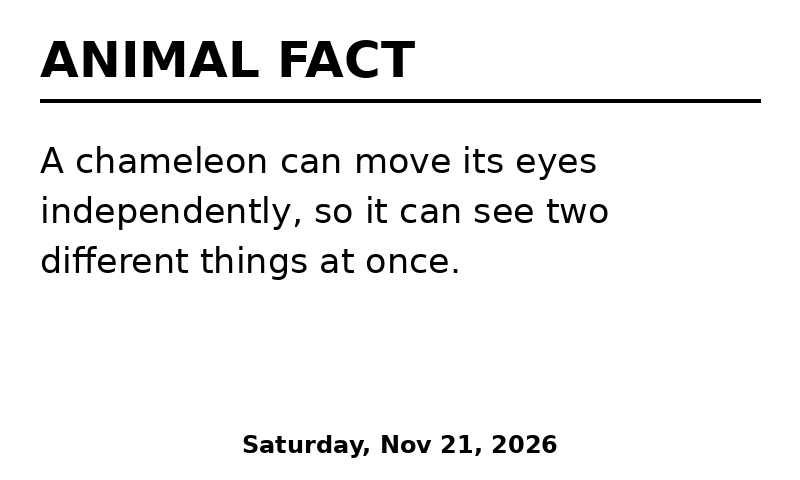 ANIMAL FACT
A chameleon can move its eyes
independently, so it can see two
different things at once.
Saturday, Nov 21, 2026